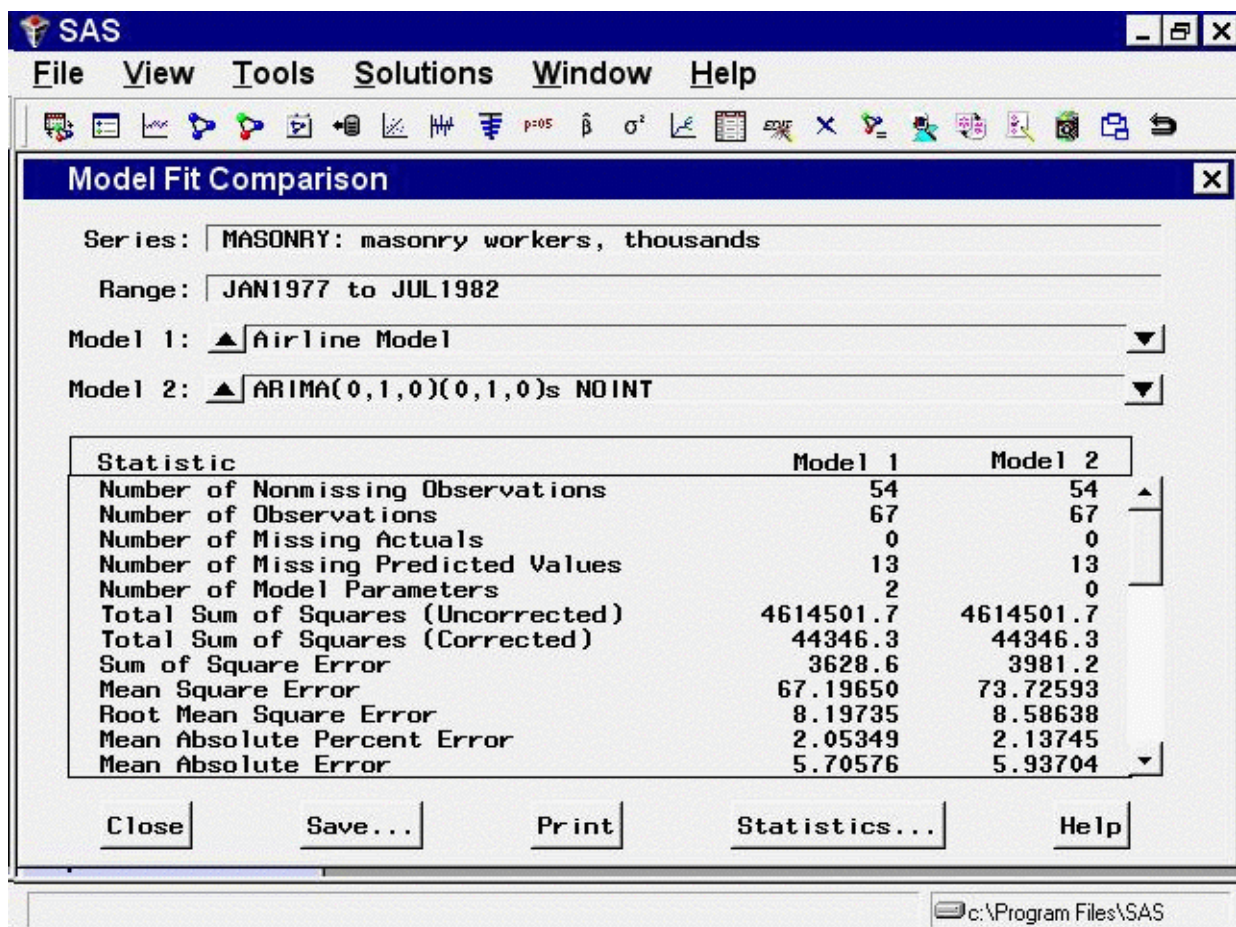 SAS
File View Tools Solutions Window Help
p=05 β̂ σ²
Model Fit Comparison
Series: MASONRY: masonry workers, thousands
Range: JAN1977 to JUL1982
Model 1: Airline Model
Model 2: ARIMA(0,1,0)(0,1,0)s NOINT
Statistic Model 1 Model 2
Number of Nonmissing Observations 54 54
Number of Observations 67 67
Number of Missing Actuals 0 0
Number of Missing Predicted Values 13 13
Number of Model Parameters 2 0
Total Sum of Squares (Uncorrected) 4614501.7 4614501.7
Total Sum of Squares (Corrected) 44346.3 44346.3
Sum of Square Error 3628.6 3981.2
Mean Square Error 67.19650 73.72593
Root Mean Square Error 8.19735 8.58638
Mean Absolute Percent Error 2.05349 2.13745
Mean Absolute Error 5.70576 5.93704
Close Save... Print Statistics... Help
c:\Program Files\SAS